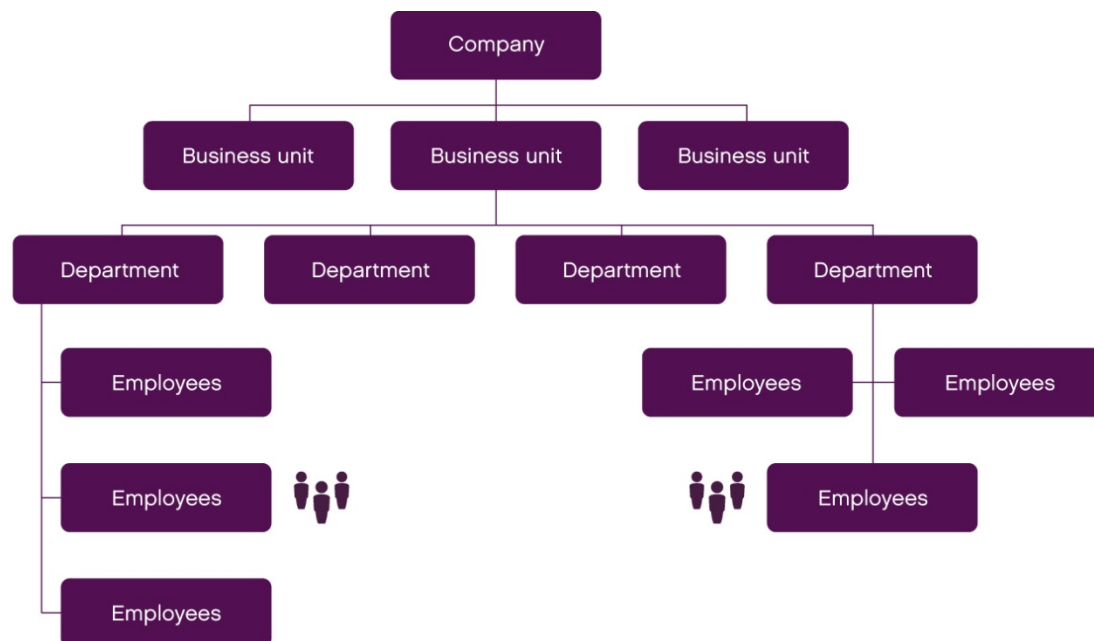 Company
Business unit
Business unit
Business unit
Department
Department
Department
Department
Employees
Employees
Employees
Employees
Employees
Employees